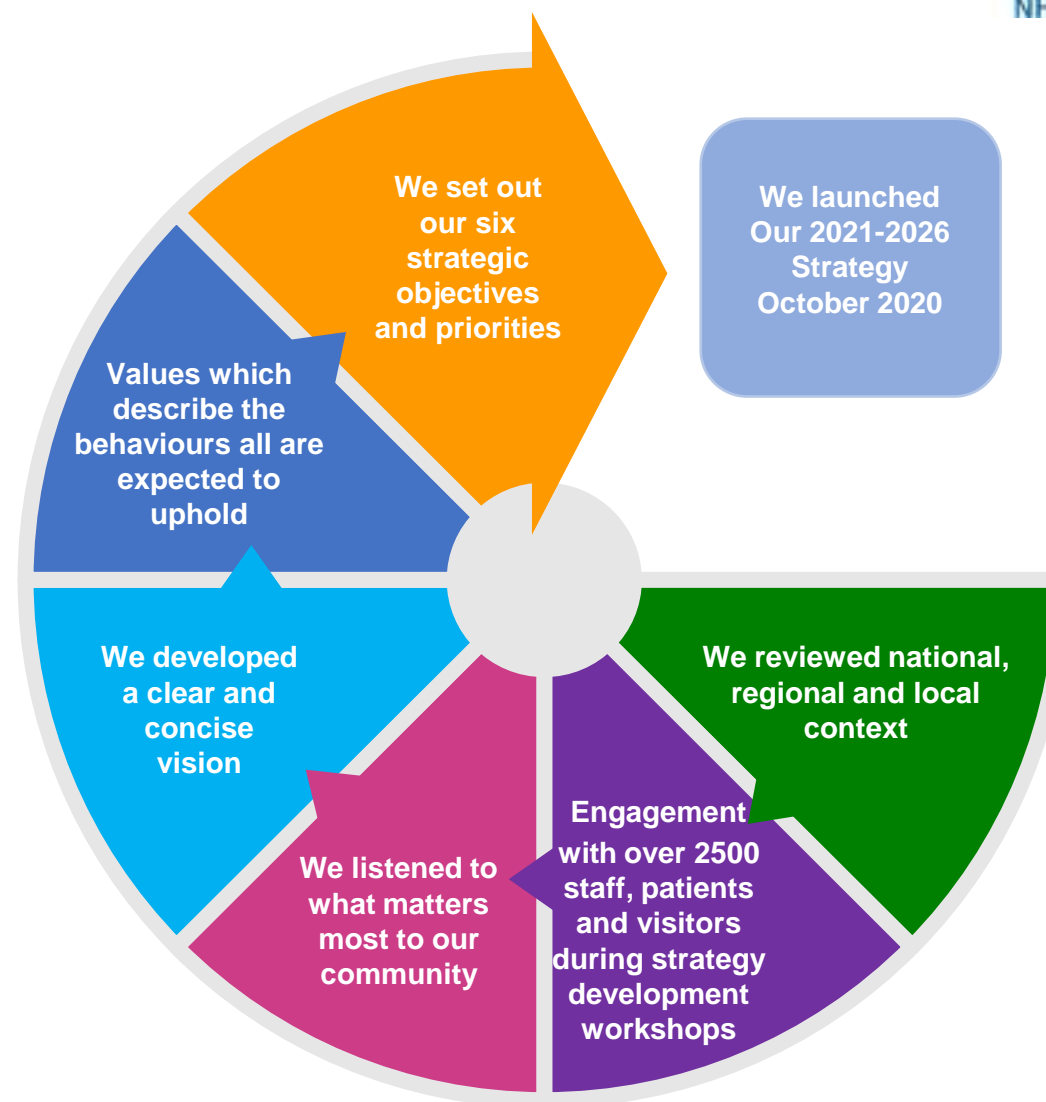 NH
We set out
our six
strategic
objectives
and priorities
We launched
Our 2021-2026
Strategy
October 2020
Values which
describe the
behaviours all are
expected to
uphold
We developed
a clear and
concise
vision
We reviewed national,
regional and local
context
Engagement
with over 2500
staff, patients
and visitors
during strategy
development
workshops
We listened to
what matters
most to our
community